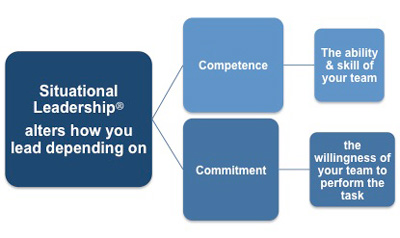 Situational
Leadership®
alters how you
lead depending on
Competence
The ability
& skill of
your team
Commitment
the
willingness of
your team to
perform the
task